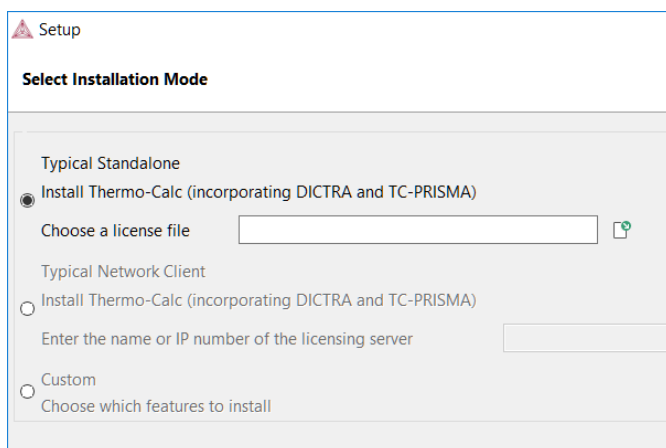 Setup
Select Installation Mode
Typical Standalone
Install Thermo-Calc (incorporating DICTRA and TC-PRISMA)
Choose a license file
Typical Network Client
Install Thermo-Calc (incorporating DICTRA and TC-PRISMA)
Enter the name or IP number of the licensing server
Custom
Choose which features to install